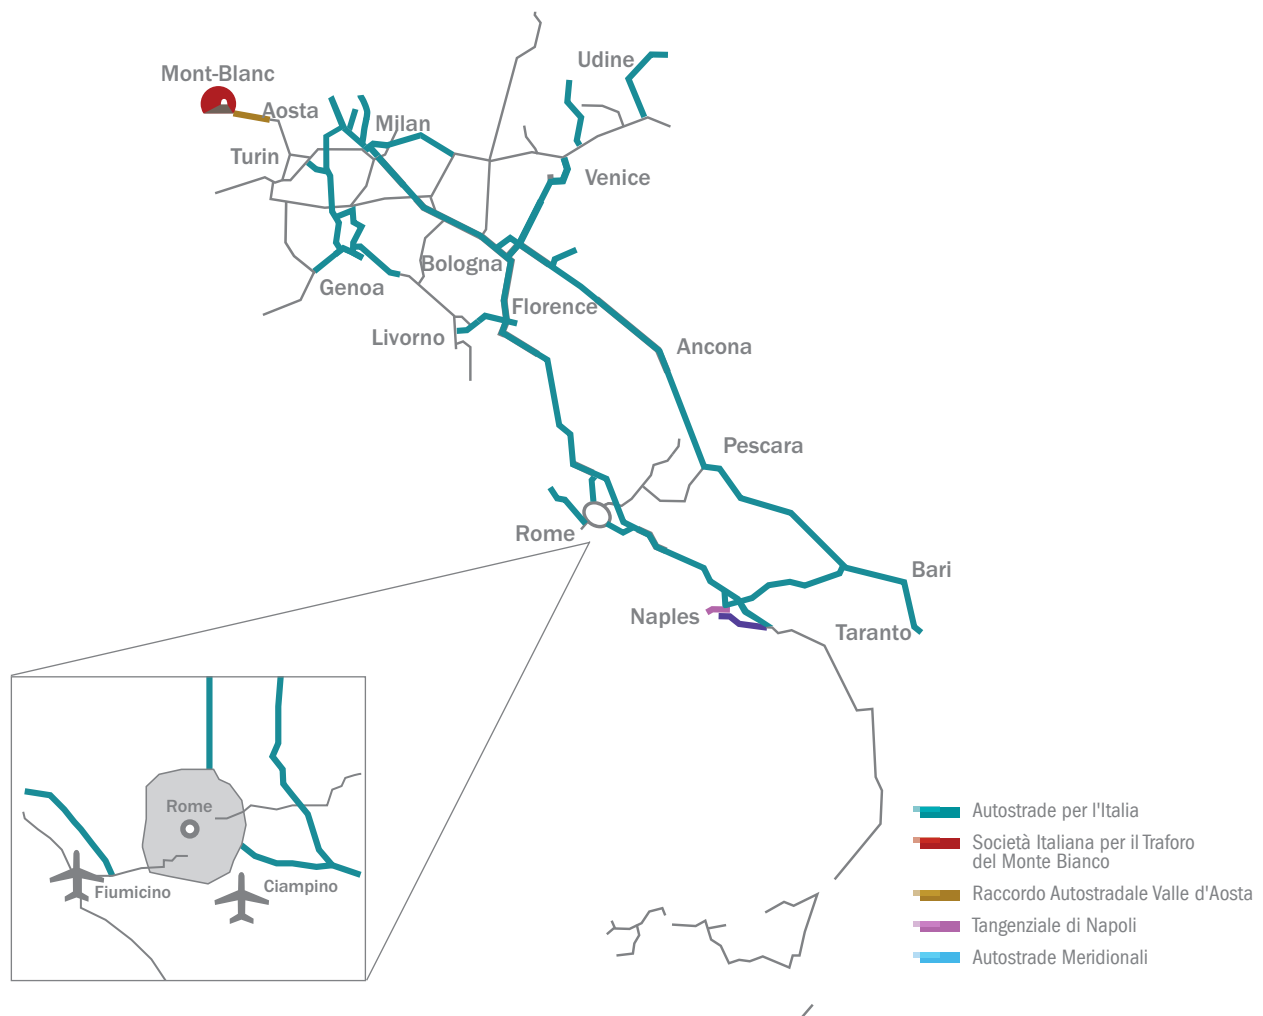 Udine
Mont-Blanc
Aosta
Milan
Turin
Venice
Bologna
Genoa
Florence
Livorno
Ancona
Pescara
Rome
Bari
Naples
Taranto
Rome
Fiumicino
Ciampino
Autostrade per l'Italia
Società Italiana per il Traforo
del Monte Bianco
Raccordo Autostradale Valle d'Aosta
Tangenziale di Napoli
Autostrade Meridionali